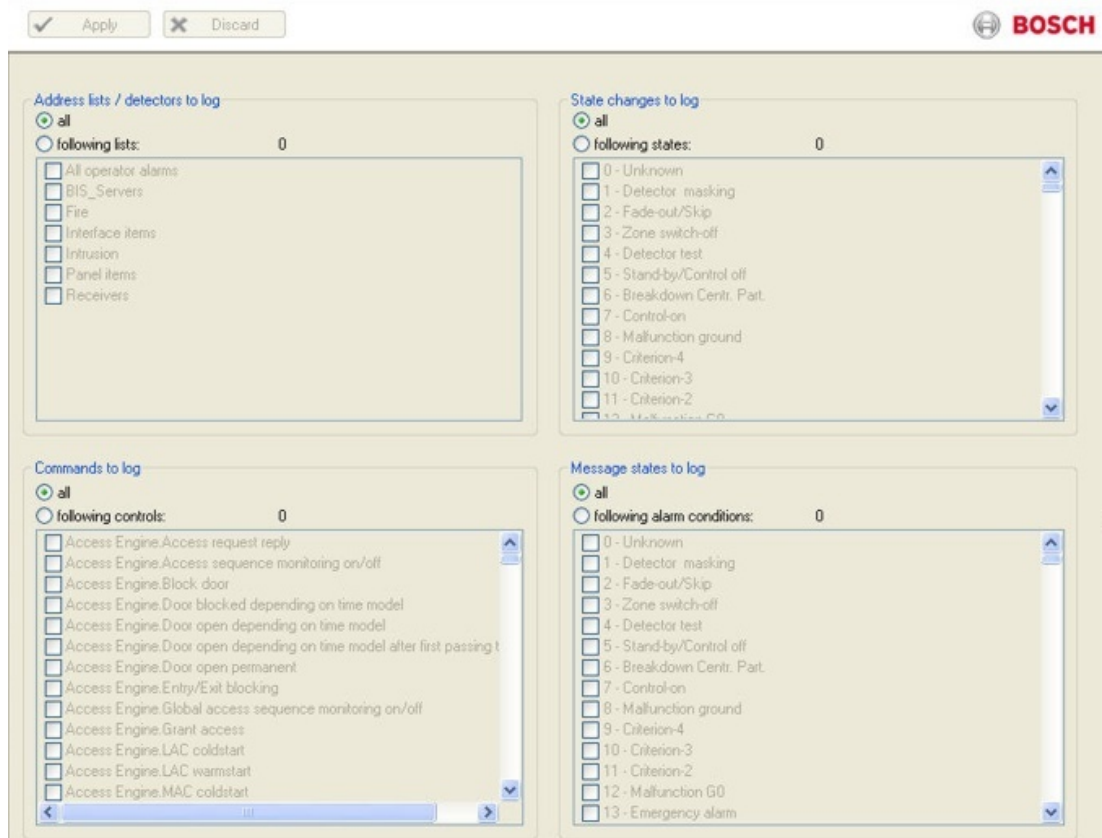 Apply Discard BOSCH
Address lists / detectors to log
all
following lists: 0
All operator alarms
BIS_Servers
Fire
Interface items
Intrusion
Panel items
Receivers
State changes to log
all
following states: 0
0 - Unknown
1 - Detector masking
2 - Fade-out/Skip
3 - Zone switch-off
4 - Detector test
5 - Stand-by/Control off
6 - Breakdown Centr. Part.
7 - Control-on
8 - Malfunction ground
9 - Criterion-4
10 - Criterion-3
11 - Criterion-2
12 - Malfunction G0
Commands to log
all
following controls: 0
Access Engine.Access request reply
Access Engine.Access sequence monitoring on/off
Access Engine.Block door
Access Engine.Door blocked depending on time model
Access Engine.Door open depending on time model
Access Engine.Door open depending on time model after first passing t
Access Engine.Door open permanent
Access Engine.Entry/Exit blocking
Access Engine.Global access sequence monitoring on/off
Access Engine.Grant access
Access Engine.LAC coldstart
Access Engine.LAC warmstart
Access Engine.MAC coldstart
Message states to log
all
following alarm conditions: 0
0 - Unknown
1 - Detector masking
2 - Fade-out/Skip
3 - Zone switch-off
4 - Detector test
5 - Stand-by/Control off
6 - Breakdown Centr. Part.
7 - Control-on
8 - Malfunction ground
9 - Criterion-4
10 - Criterion-3
11 - Criterion-2
12 - Malfunction G0
13 - Emergency alarm